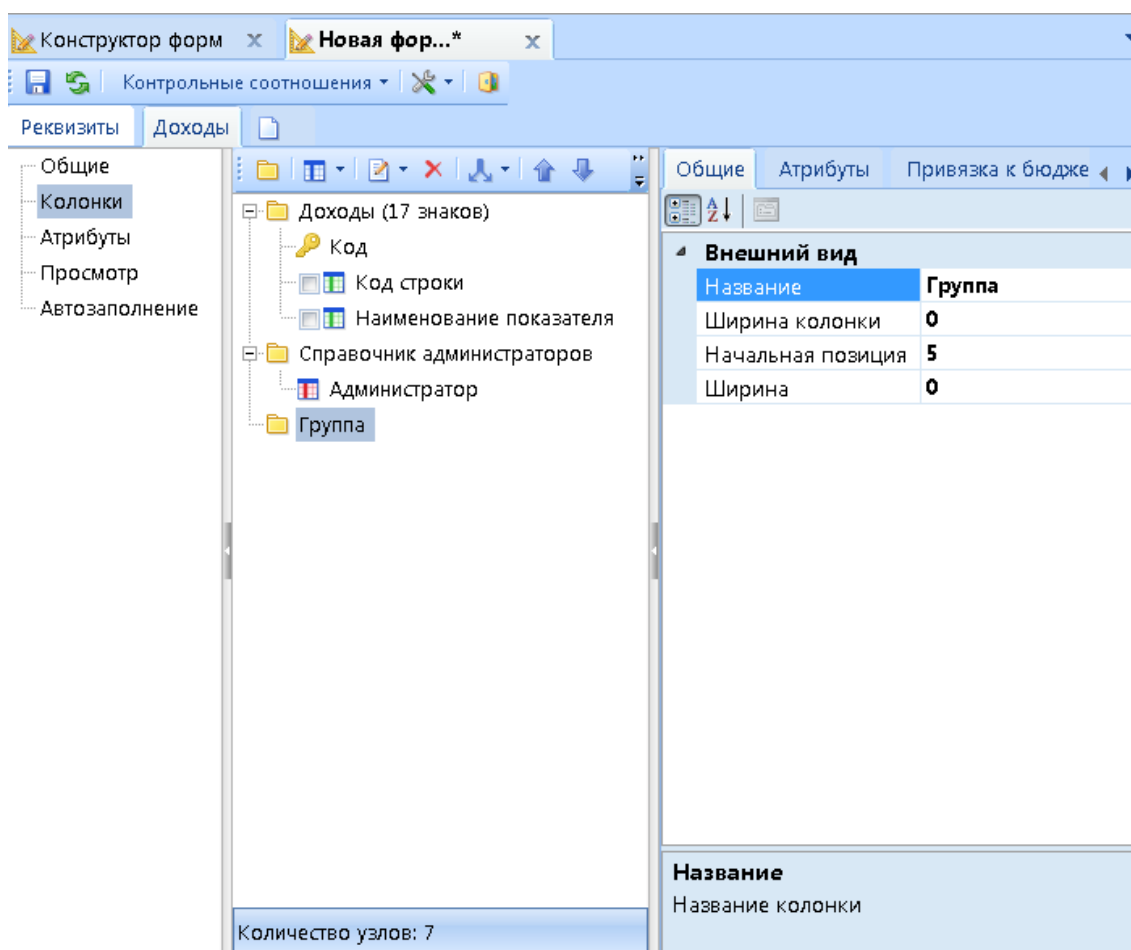 Конструктор форм x Новая фор...* x
Контрольные соотношения
Реквизиты Доходы
Общие
Колонки
Атрибуты
Просмотр
Автозаполнение
Доходы (17 знаков)
Код
Код строки
Наименование показателя
Справочник администраторов
Администратор
Группа
Количество узлов: 7
Общие Атрибуты Привязка к бюдже
Внешний вид
Название Группа
Ширина колонки 0
Начальная позиция 5
Ширина 0
Название
Название колонки